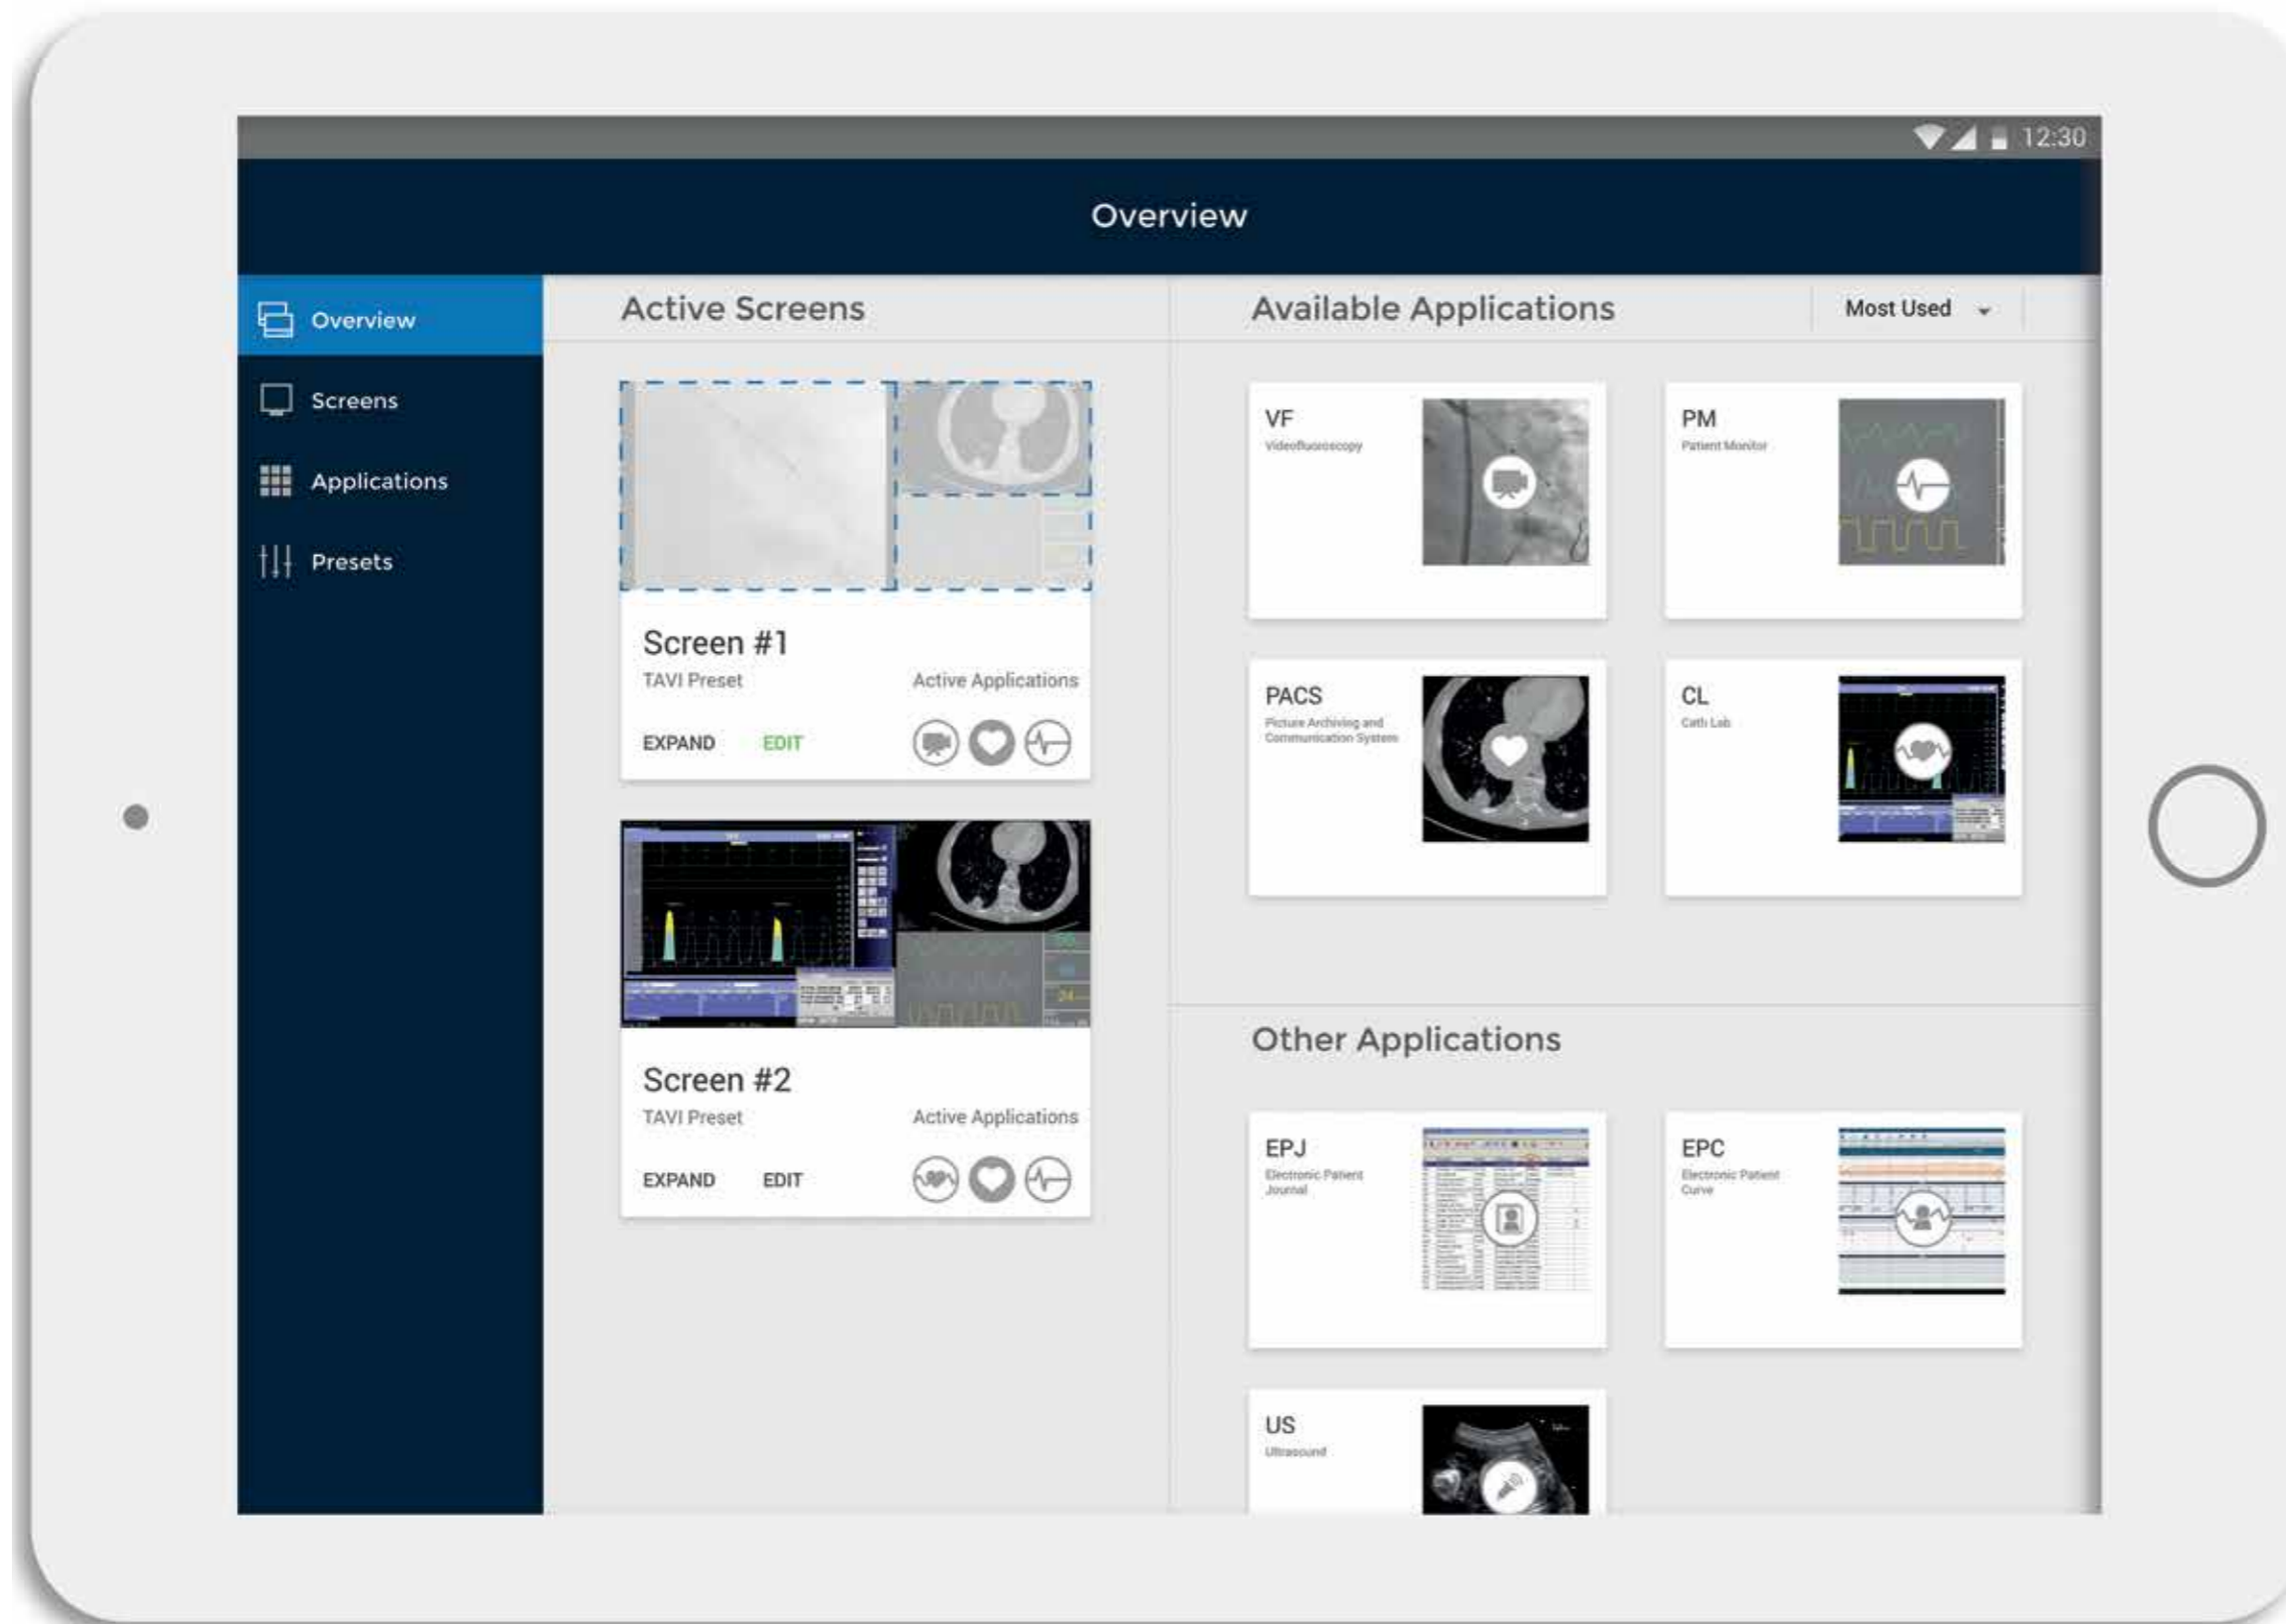 12:30
Overview
Overview
Screens
Applications
Presets
Active Screens
Screen #1
TAVI Preset
Active Applications
EXPAND
EDIT
Screen #2
TAVI Preset
Active Applications
EXPAND
EDIT
Available Applications
Most Used
VF
Videofluoroscopy
PM
Patient Monitor
PACS
Picture Archiving and
Communication System
CL
Cath Lab
Other Applications
EPJ
Electronic Patient
Journal
EPC
Electronic Patient
Curve
US
Ultrasound